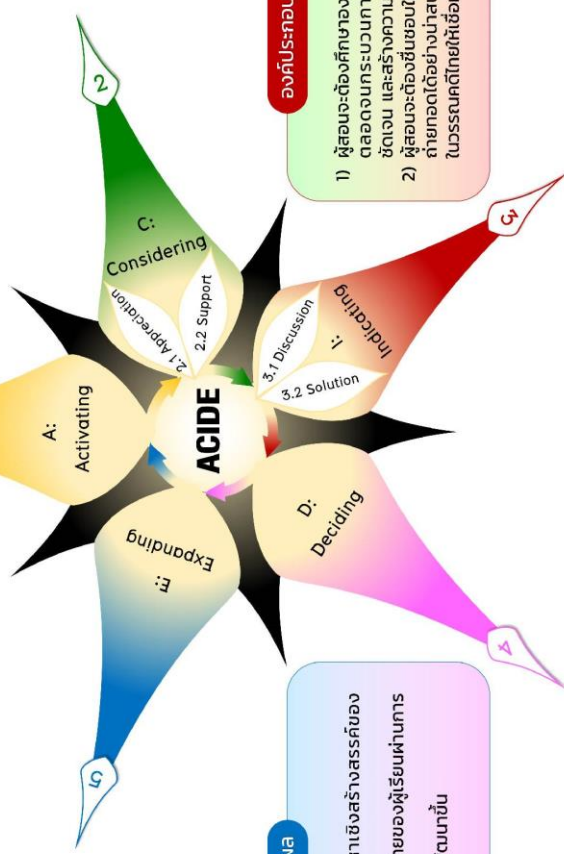 A:
Activating
C:
Considering
2.1 Appreciation
2.2 Support
2
I:
Indicating
3.1 Discussion
3.2 Solution
3
D:
Deciding
4
E:
Expanding
5
ACIDE
องค์ประกอบ
1) ผู้สอนจะต้องศึกษาอง
ตลอดจนกระบวนกา
ชัดเจน และสร้างความ
2) ผู้สอนจะต้องชื่นชอบใ
ถ่ายทอดได้อย่างน่าสน
ในวรรณคดีไทยให้เชื่อม
ผล
าเชิงสร้างสรรค์ของ
ายของผู้เรียนผ่านการ
ัฒนาขึ้น